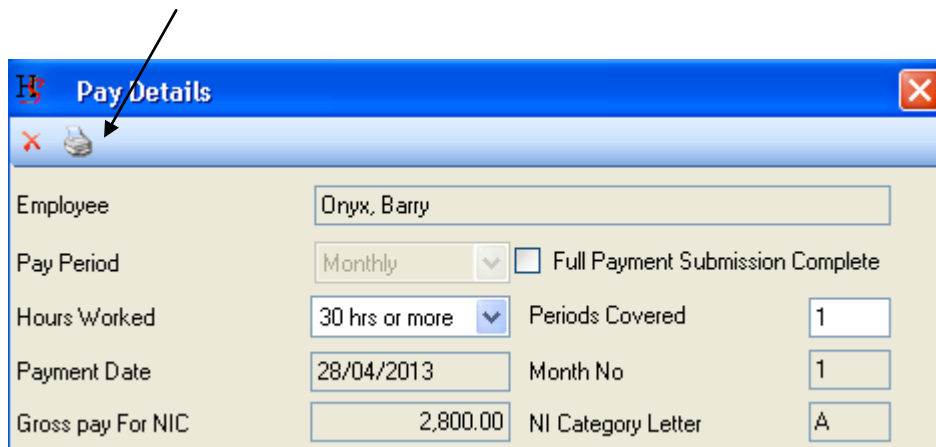 Pay Details
Employee Onyx, Barry
Pay Period Monthly Full Payment Submission Complete
Hours Worked 30 hrs or more Periods Covered 1
Payment Date 28/04/2013 Month No 1
Gross pay For NIC 2,800.00 NI Category Letter A